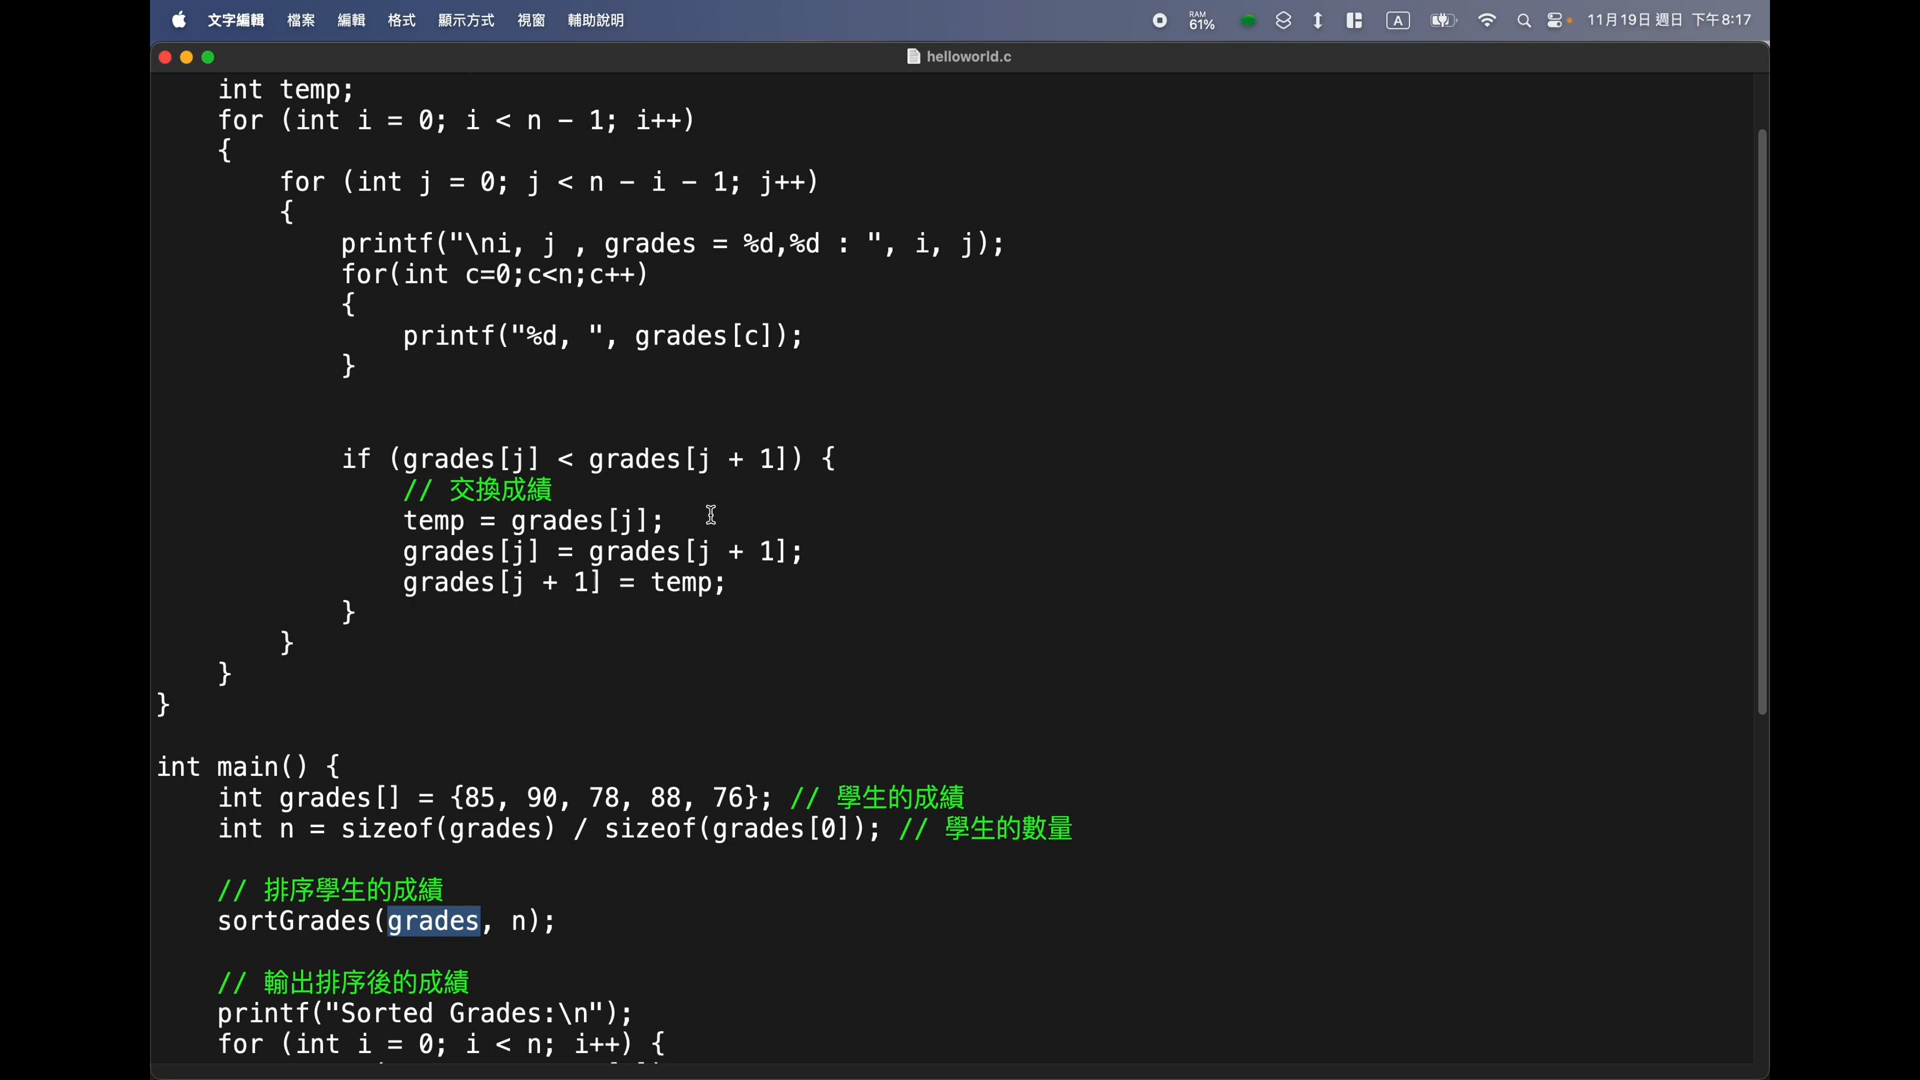 文字編輯 檔案 編輯 格式 顯示方式 視窗 輔助說明 RAM 61% A 11月19日 週日 下午8:17
helloworld.c
int temp;
for (int i = 0; i < n - 1; i++)
{
for (int j = 0; j < n - i - 1; j++)
{
printf("\ni, j , grades = %d,%d : ", i, j);
for(int c=0;c<n;c++)
{
printf("%d, ", grades[c]);
}
if (grades[j] < grades[j + 1]) {
// 交換成績
temp = grades[j];
grades[j] = grades[j + 1];
grades[j + 1] = temp;
}
}
}
}
int main() {
int grades[] = {85, 90, 78, 88, 76}; // 學生的成績
int n = sizeof(grades) / sizeof(grades[0]); // 學生的數量
// 排序學生的成績
sortGrades(grades, n);
// 輸出排序後的成績
printf("Sorted Grades:\n");
for (int i = 0; i < n; i++) {